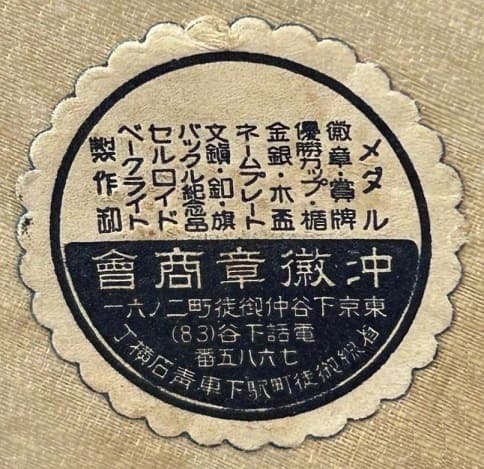 メダル
徽章・賞牌
優勝カップ・楯
金銀・木盃
ネームプレート
文鎭・釦・旗
バックル紀念品
セルロイド
ベークライト
製作卸
沖徽章商會
東京下谷仲御徒町二ノ六一
電話下谷(83)
七六八五番
省線御徒町駅下車青石横丁